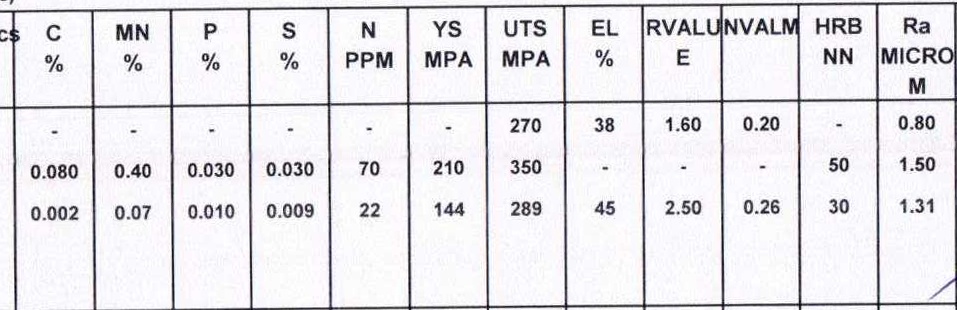 cs C MN P S N YS UTS EL RVALU NVALM HRB Ra
% % % % PPM MPA MPA % E NN MICRO
M
- - - - - - 270 38 1.60 0.20 - 0.80
0.080 0.40 0.030 0.030 70 210 350 - - - 50 1.50
0.002 0.07 0.010 0.009 22 144 289 45 2.50 0.26 30 1.31